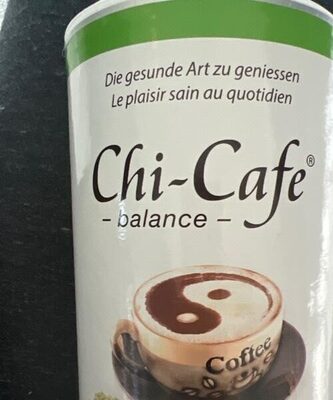 Die gesunde Art zu geniessen
Le plaisir sain au quotidien
Chi-Cafe®
- balance -
Coffee